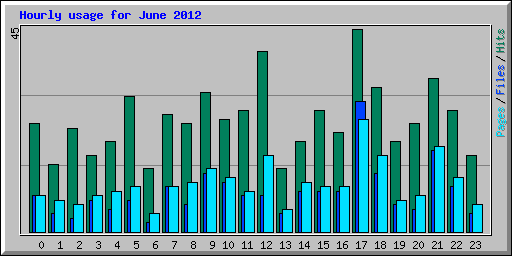 Hourly usage for June 2012
45
Pages/Files/Hits
0 1 2 3 4 5 6 7 8 9 10 11 12 13 14 15 16 17 18 19 20 21 22 23